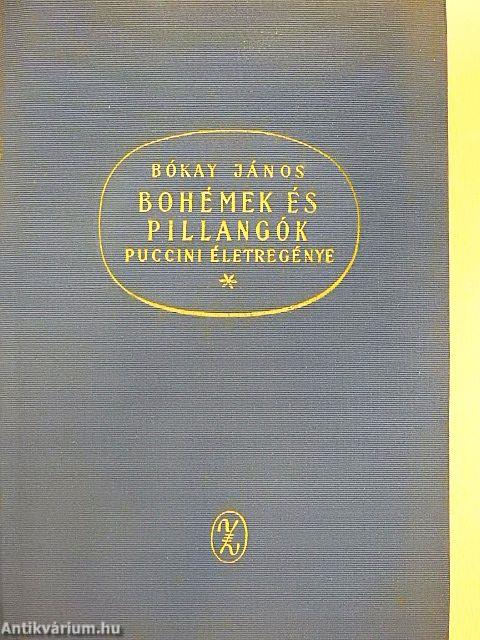 BÓKAY JÁNOS
BOHÉMEK ÉS
PILLANGÓK
PUCCINI ÉLETREGÉNYE
*
Antikvárium.hu